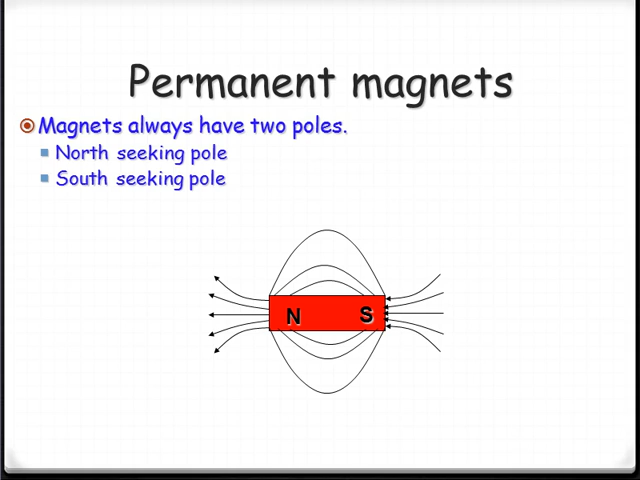 Permanent magnets
Magnets always have two poles.
North seeking pole
South seeking pole
N S